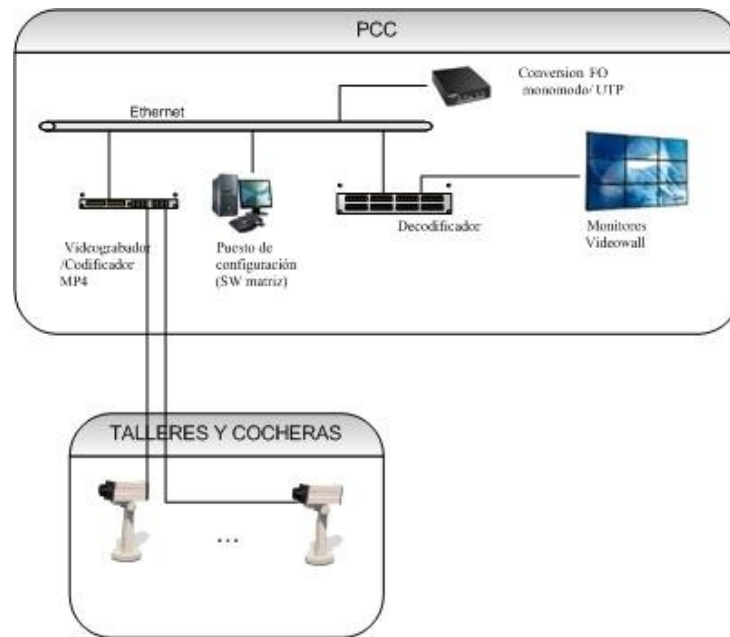 PCC
Conversion FO
monomodo/ UTP
Ethernet
Videograbador
/Codificador
MP4
Puesto de
configuración
(SW matriz)
Decodificador
Monitores
Videowall
TALLERES Y COCHERAS
...